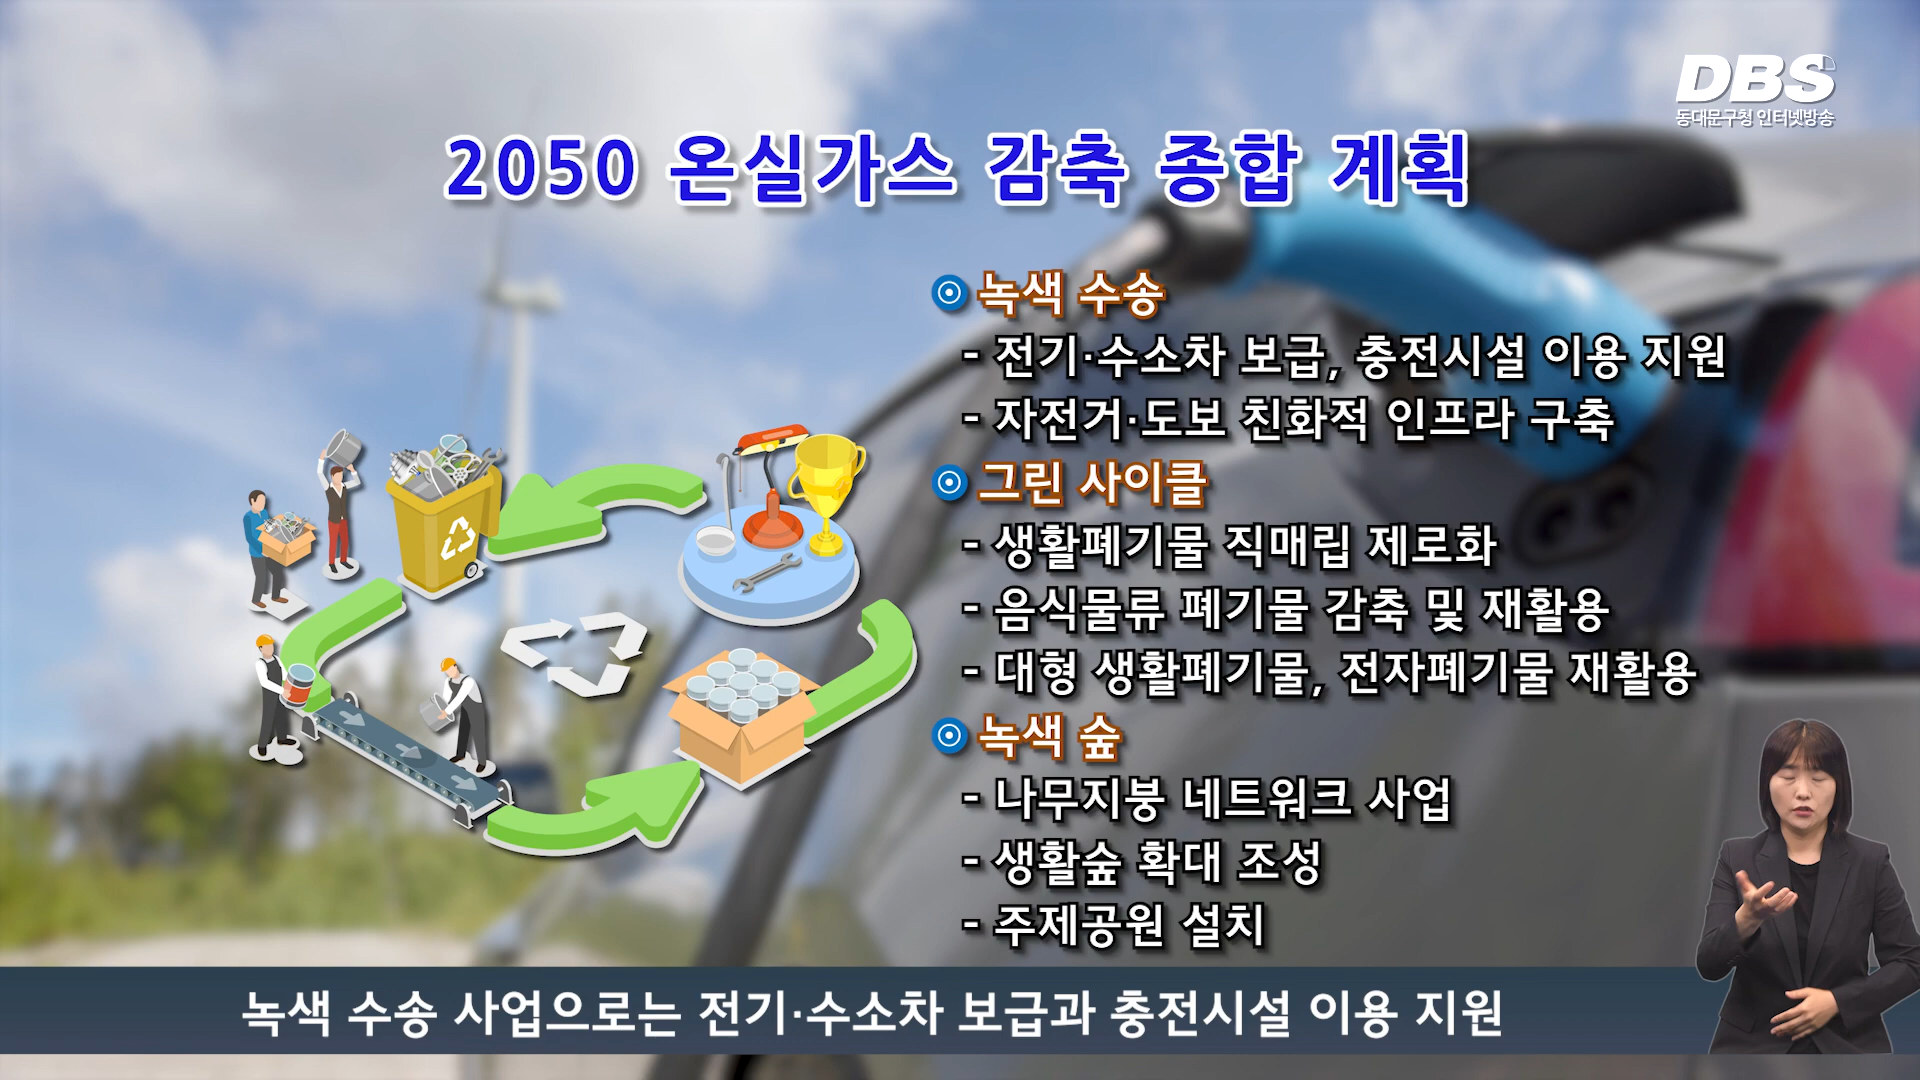 DBS
동대문구청 인터넷방송
2050 온실가스 감축 종합 계획
녹색 수송
- 전기·수소차 보급, 충전시설 이용 지원
- 자전거·도보 친화적 인프라 구축
그린 사이클
- 생활폐기물 직매립 제로화
- 음식물류 폐기물 감축 및 재활용
- 대형 생활폐기물, 전자폐기물 재활용
녹색 숲
- 나무지붕 네트워크 사업
- 생활숲 확대 조성
- 주제공원 설치
녹색 수송 사업으로는 전기·수소차 보급과 충전시설 이용 지원